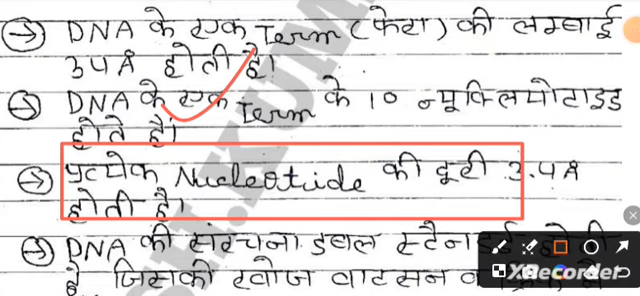 → DNA के एक Term (फेरा) की लम्बाई
34Å होती है।
→ DNA के एक Term के 10 न्यूक्लियोटाइड
होते हैं।
→ प्रत्येक Nucleotide की दूरी 3.4Å
होती है।
→ DNA की संरचना डबल स्टैनडर्ड होती
है जिसकी खोज वाटसन व
XRecorder